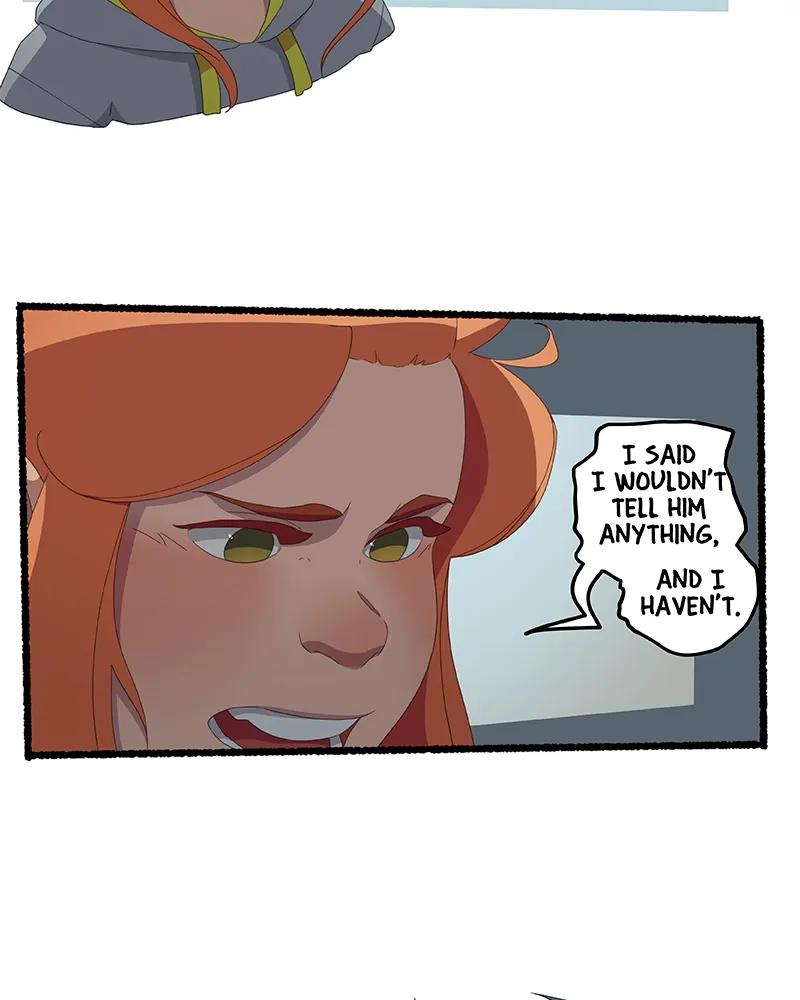 I SAID
I WOULDN'T
TELL HIM
ANYTHING,
AND I
HAVEN'T.